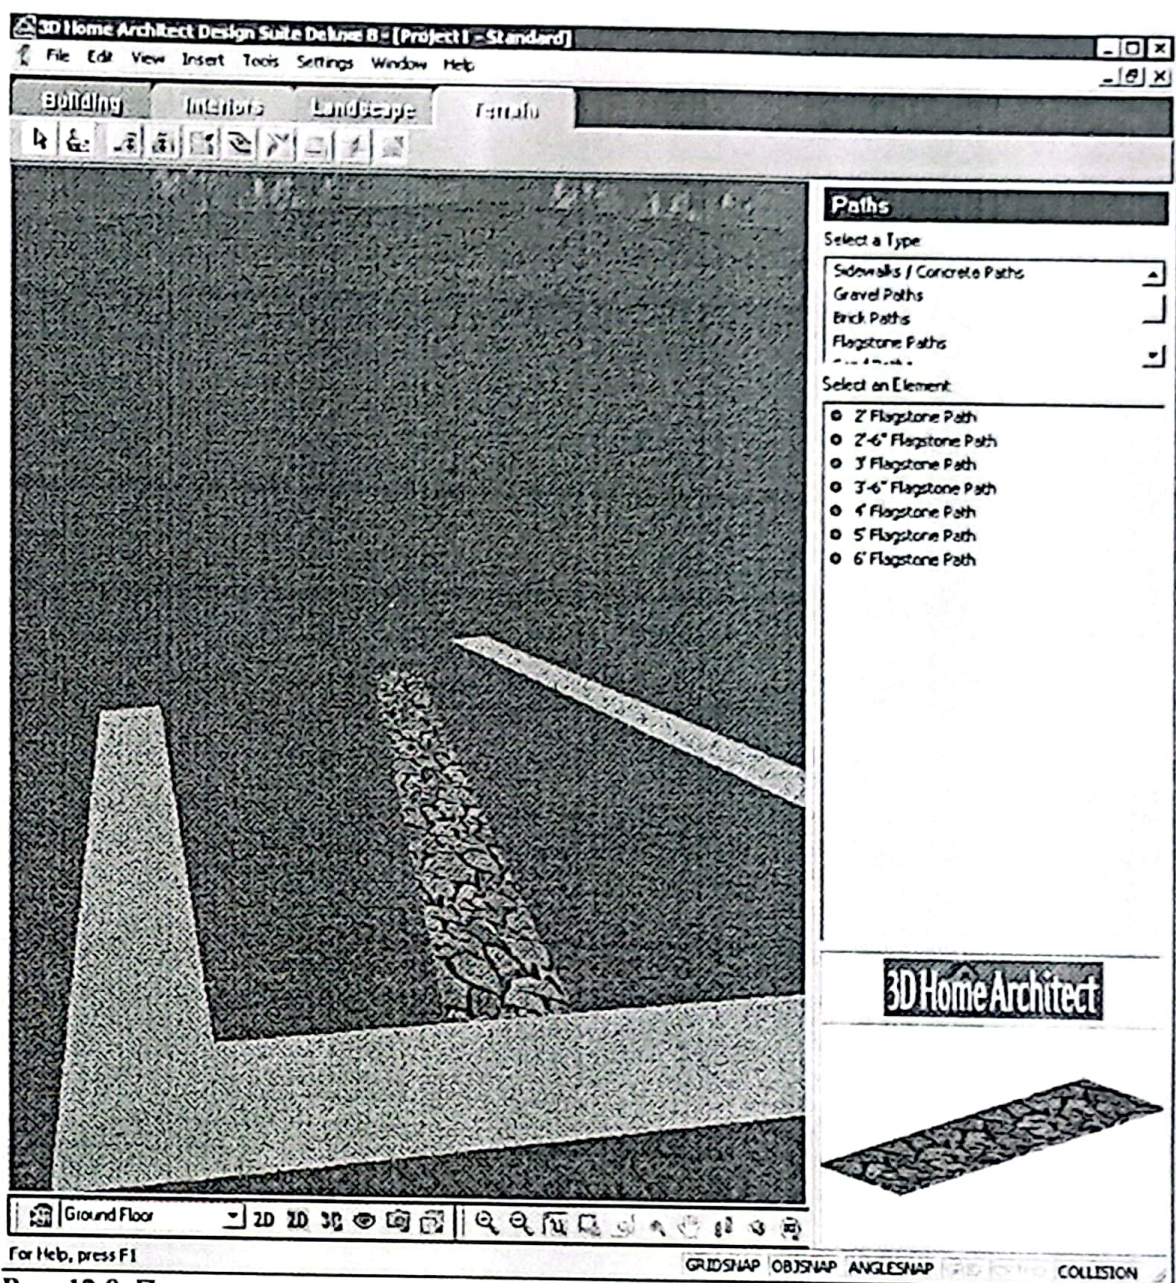 3D Home Architect Design Suite Deluxe 8 - [Project1 - Standard]
File Edit View Insert Tools Settings Window Help
Building Interiors Landscape Terrain
Paths
Select a Type
Sidewalks / Concrete Paths
Gravel Paths
Brick Paths
Flagstone Paths
Select an Element
2' Flagstone Path
2'-6" Flagstone Path
3' Flagstone Path
3'-6" Flagstone Path
4' Flagstone Path
5' Flagstone Path
6' Flagstone Path
3D Home Architect
Ground Floor 2D 2D 3D
For Help, press F1
GRIDSNAP OBJSNAP ANGLESNAP COLLISION